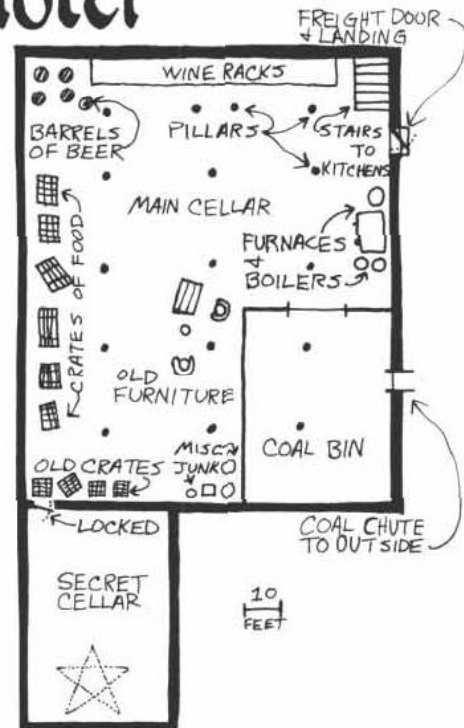 Hotel
FREIGHT DOOR
& LANDING
WINE RACKS
BARRELS
OF BEER
PILLARS
STAIRS
TO
KITCHENS
MAIN CELLAR
CRATES OF FOOD
FURNACES
&
BOILERS
OLD
FURNITURE
MISC
JUNK
COAL BIN
OLD CRATES
LOCKED
COAL CHUTE
TO OUTSIDE
SECRET
CELLAR
10
FEET